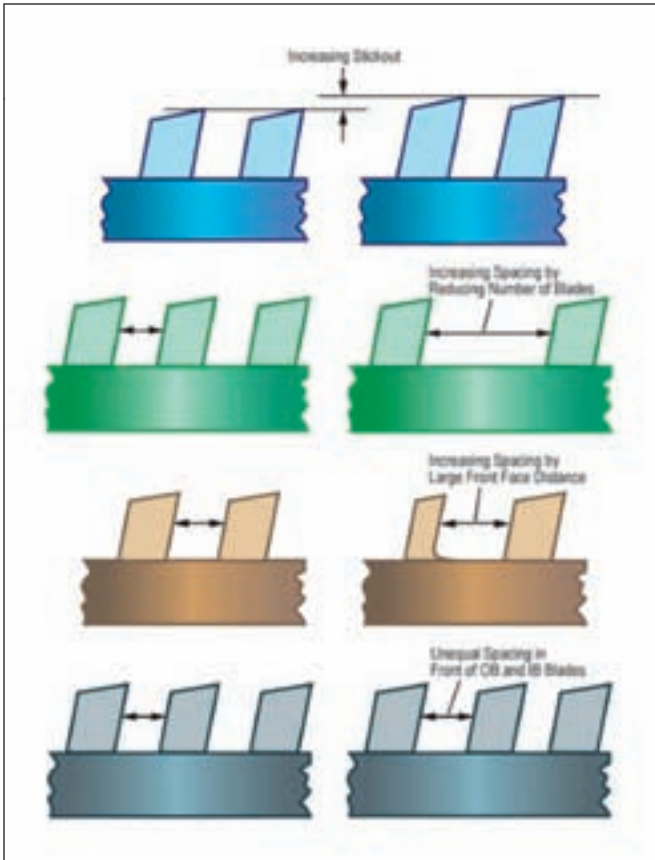 Increasing Stickout
Increasing Spacing by
Reducing Number of Blades
Increasing Spacing by
Large Front Face Distance
Unequal Spacing in
Front of OB and IB Blades